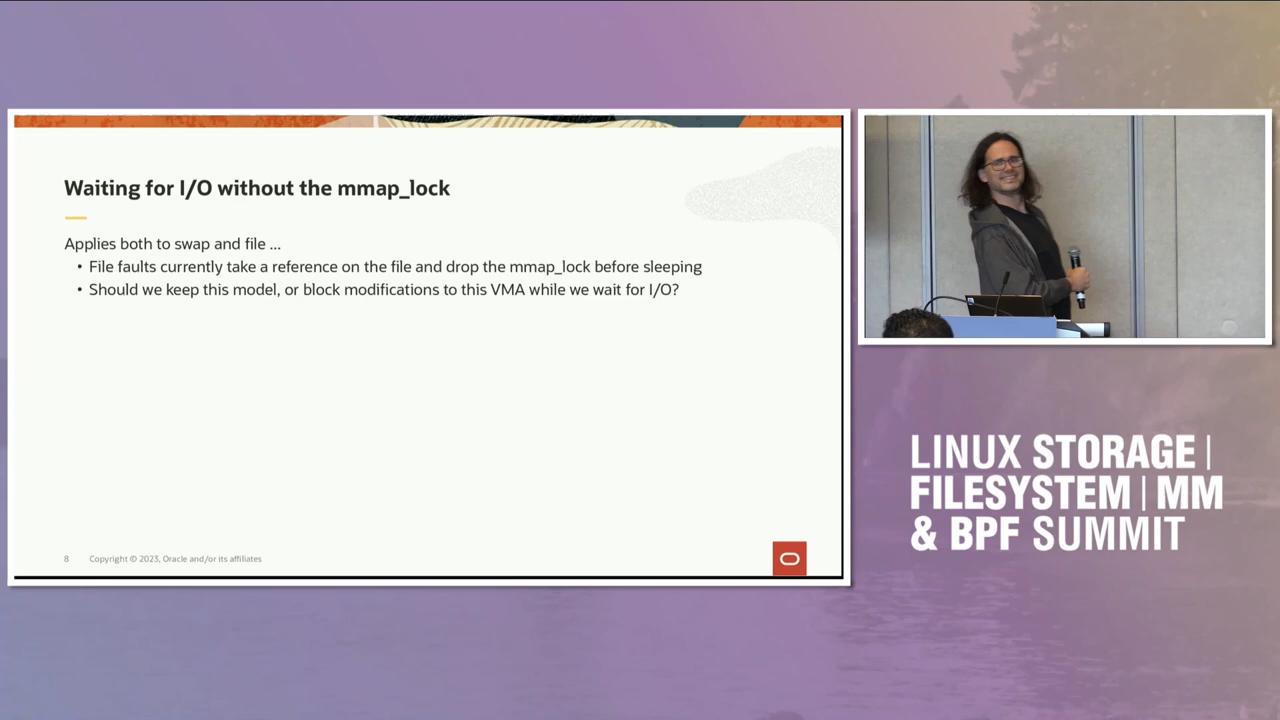 Waiting for I/O without the mmap_lock
Applies both to swap and file ...
• File faults currently take a reference on the file and drop the mmap_lock before sleeping
• Should we keep this model, or block modifications to this VMA while we wait for I/O?
8 Copyright © 2023, Oracle and/or its affiliates
LINUX STORAGE |
FILESYSTEM | MM
& BPF SUMMIT